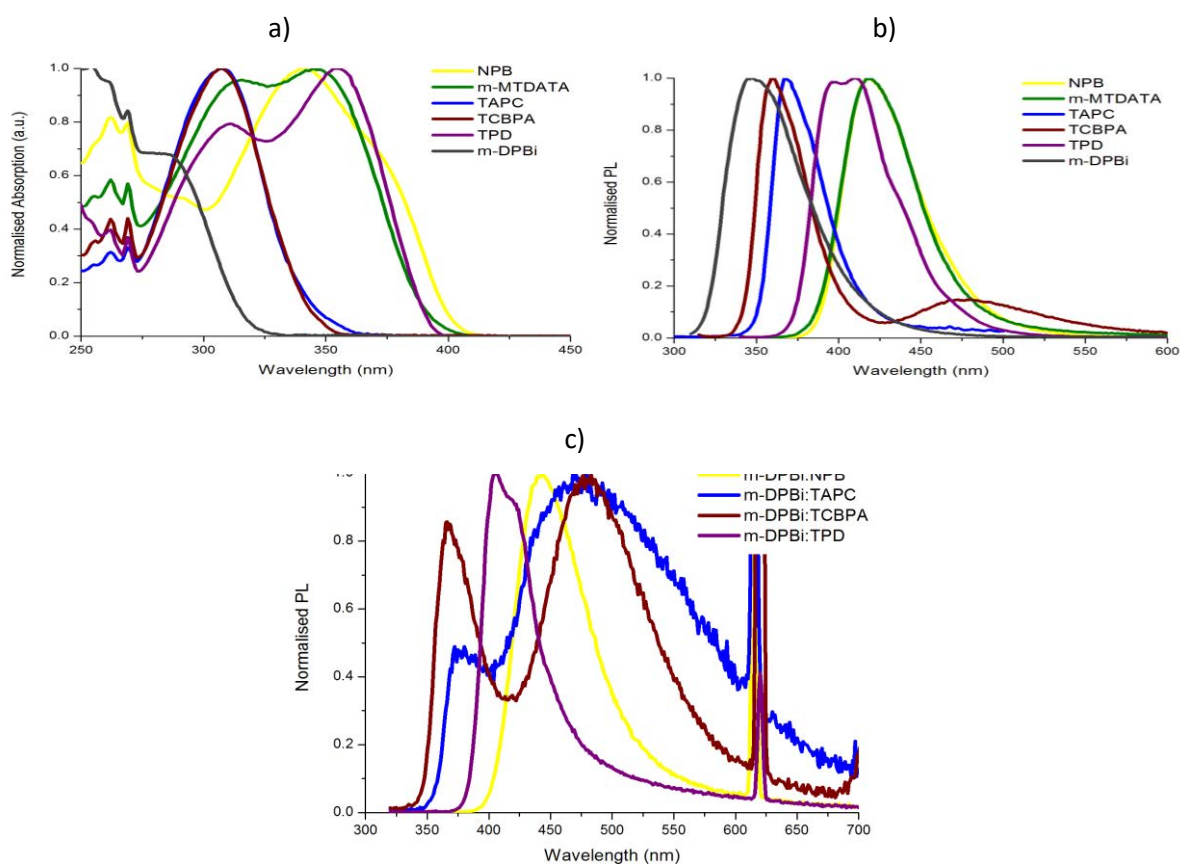 a)
b)
1.0
0.8
0.6
0.4
0.2
0.0
Normalised Absorption (a.u.)
250
300
350
400
450
Wavelength (nm)
NPB
m-MTDATA
TAPC
TCBPA
TPD
m-DPBi
1.0
0.8
0.6
0.4
0.2
0.0
Normalised PL
300
350
400
450
500
600
Wavelength (nm)
NPB
m-MTDATA
TAPC
TCBPA
TPD
m-DPBi
c)
0.8
0.6
0.4
0.2
0.0
Normalised PL
300
350
400
450
500
550
600
650
700
Wavelength (nm)
m-DPBi:NPB
m-DPBi:TAPC
m-DPBi:TCBPA
m-DPBi:TPD